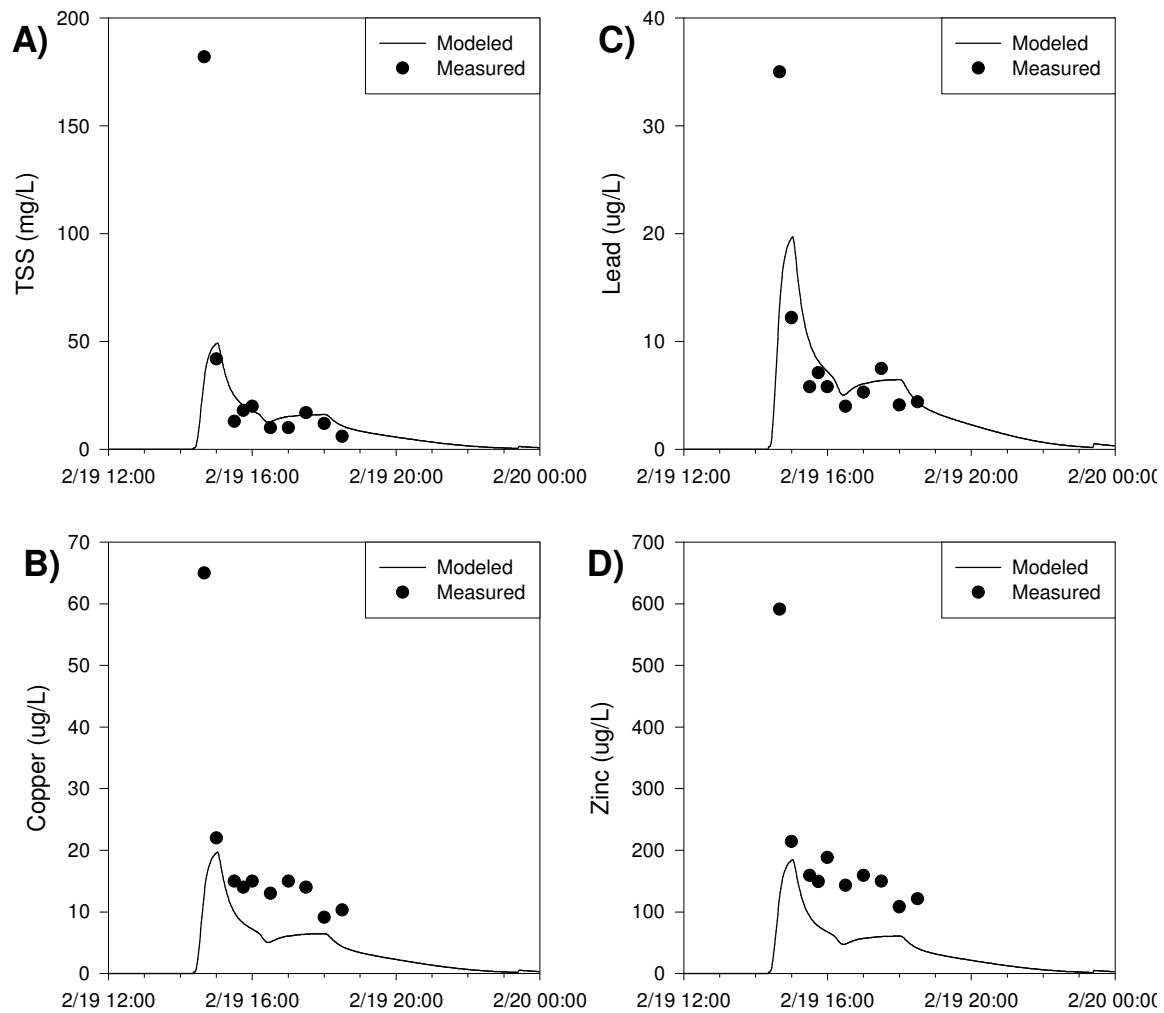 A)
TSS (mg/L)
200
150
100
50
0
Modeled
Measured
2/19 12:00 2/19 16:00 2/19 20:00 2/20 00:00
C)
Lead (ug/L)
40
30
20
10
0
Modeled
Measured
2/19 12:00 2/19 16:00 2/19 20:00 2/20 00:00
B)
Copper (ug/L)
70
60
50
40
30
20
10
0
Modeled
Measured
2/19 12:00 2/19 16:00 2/19 20:00 2/20 00:00
D)
Zinc (ug/L)
700
600
500
400
300
200
100
0
Modeled
Measured
2/19 12:00 2/19 16:00 2/19 20:00 2/20 00:00